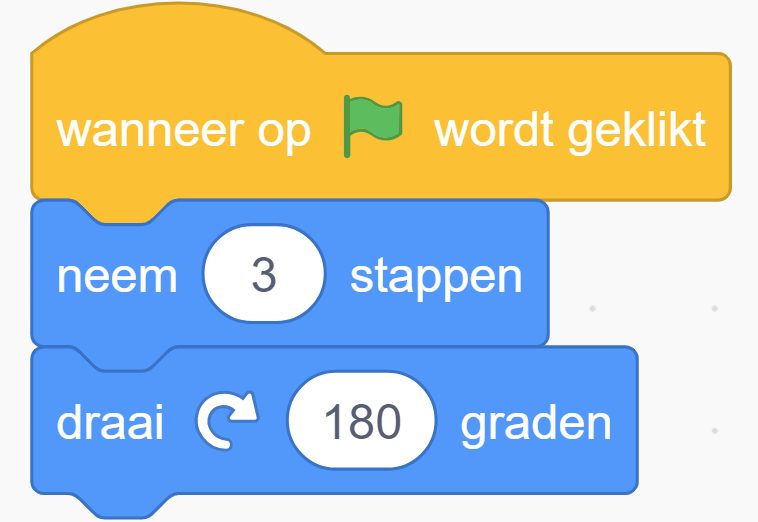 wanneer op wordt geklikt
neem 3 stappen
draai 180 graden